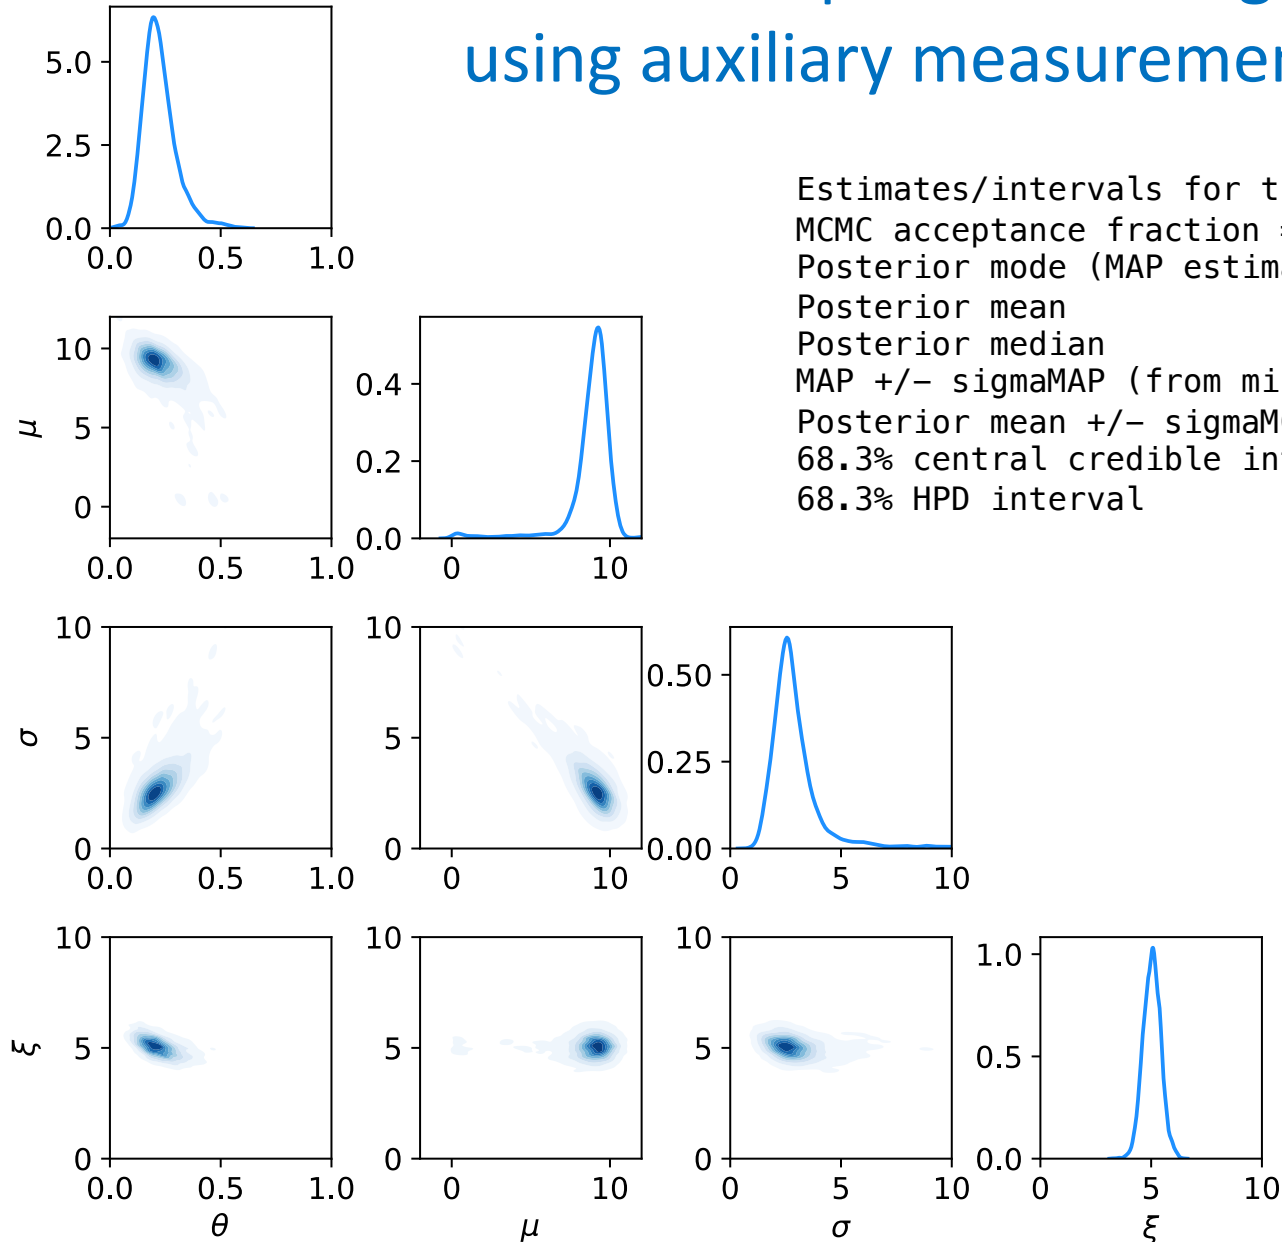 using auxiliary measuremen
Estimates/intervals for t
MCMC acceptance fraction
Posterior mode (MAP estima
Posterior mean
Posterior median
MAP +/- sigmaMAP (from mi
Posterior mean +/- sigmaM
68.3% central credible in
68.3% HPD interval
5.0
2.5
0.0
0.0 0.5 1.0
μ
10
5
0
0.0 0.5 1.0
0.4
0.2
0.0
0 10
σ
10
5
0
0.0 0.5 1.0
10
5
0
0 10
0.50
0.25
0.00
0 5 10
ξ
10
5
0
0.0 0.5 1.0
θ
10
5
0
0 10
μ
10
5
0
0 5 10
σ
1.0
0.5
0.0
0 5 10
ξ